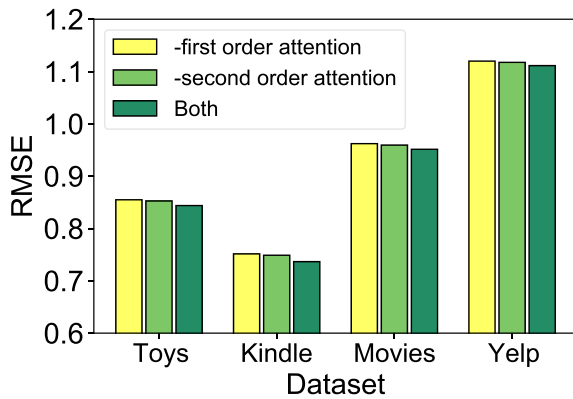 1.2
1.1
1.0
0.9
0.8
0.7
0.6
RMSE
-first order attention
-second order attention
Both
Toys Kindle Movies Yelp
Dataset